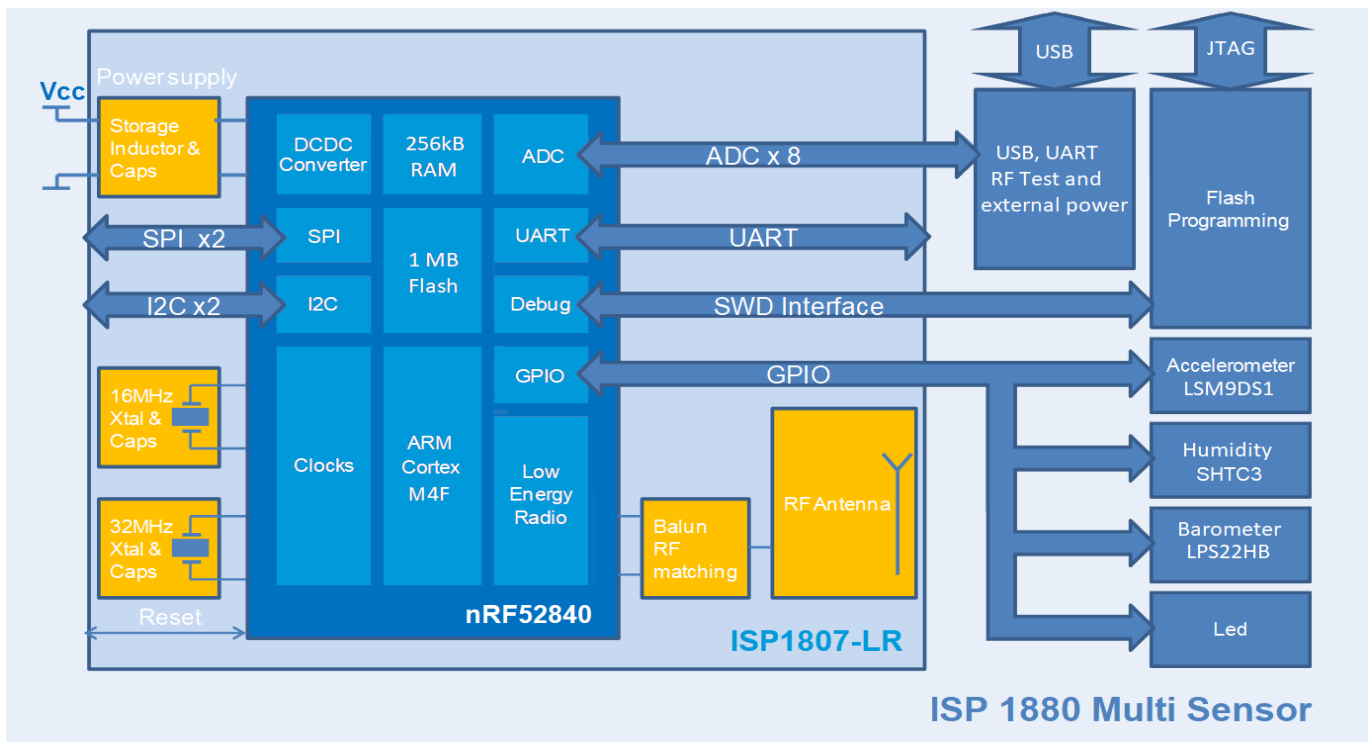 Power supply
Vcc
Storage
Inductor &
Caps
DCDC
Converter
256kB
RAM
ADC
ADC x 8
USB
JTAG
USB, UART
RF Test and
external power
Flash
Programming
SPI x2
SPI
1 MB
Flash
UART
UART
I2C x2
I2C
Debug
SWD Interface
GPIO
GPIO
Accelerometer
LSM9DS1
16MHz
Xtal &
Caps
Clocks
ARM
Cortex
M4F
Low
Energy
Radio
RF Antenna
Humidity
SHTC3
32MHz
Xtal &
Caps
Balun
RF
matching
Barometer
LPS22HB
Reset
nRF52840
ISP1807-LR
Led
ISP 1880 Multi Sensor